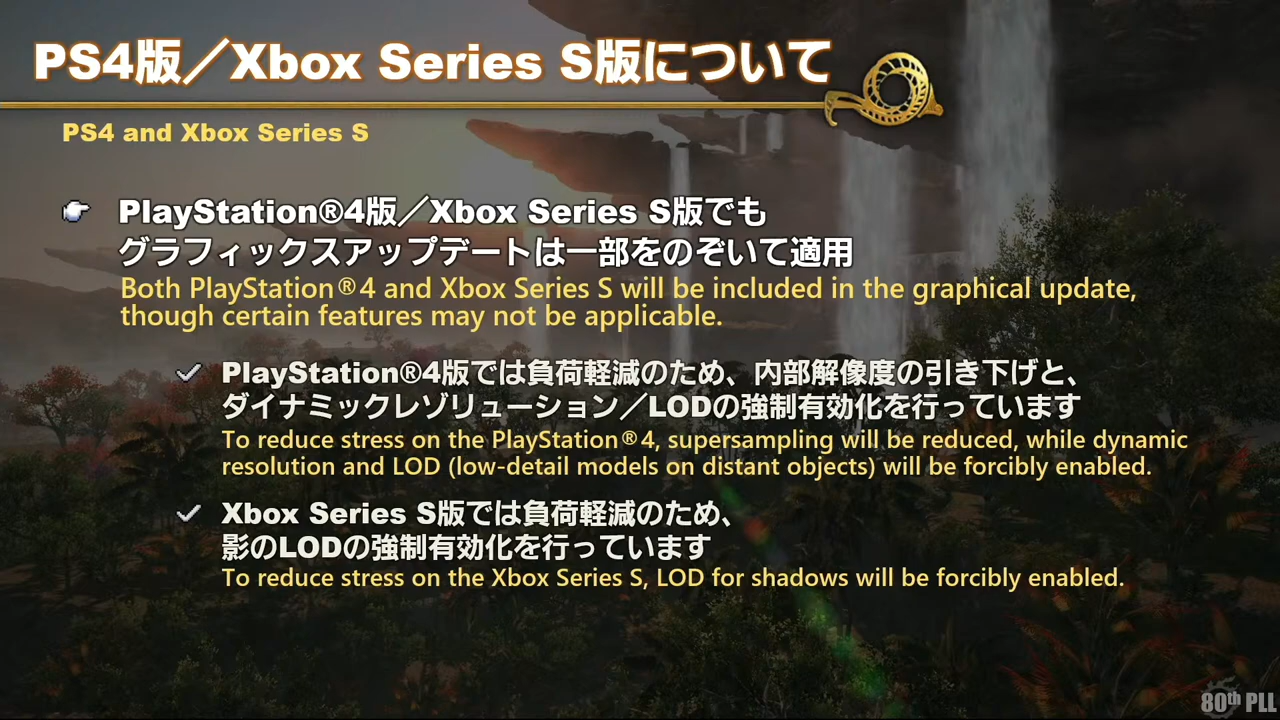 PS4版／Xbox Series S版について
PS4 and Xbox Series S
PlayStation®4版／Xbox Series S版でも
グラフィックスアップデートは一部をのぞいて適用
Both PlayStation®4 and Xbox Series S will be included in the graphical update,
though certain features may not be applicable.
PlayStation®4版では負荷軽減のため、内部解像度の引き下げと、
ダイナミックレゾリューション／LODの強制有効化を行っています
To reduce stress on the PlayStation®4, supersampling will be reduced, while dynamic
resolution and LOD (low-detail models on distant objects) will be forcibly enabled.
Xbox Series S版では負荷軽減のため、
影のLODの強制有効化を行っています
To reduce stress on the Xbox Series S, LOD for shadows will be forcibly enabled.
80th PLL